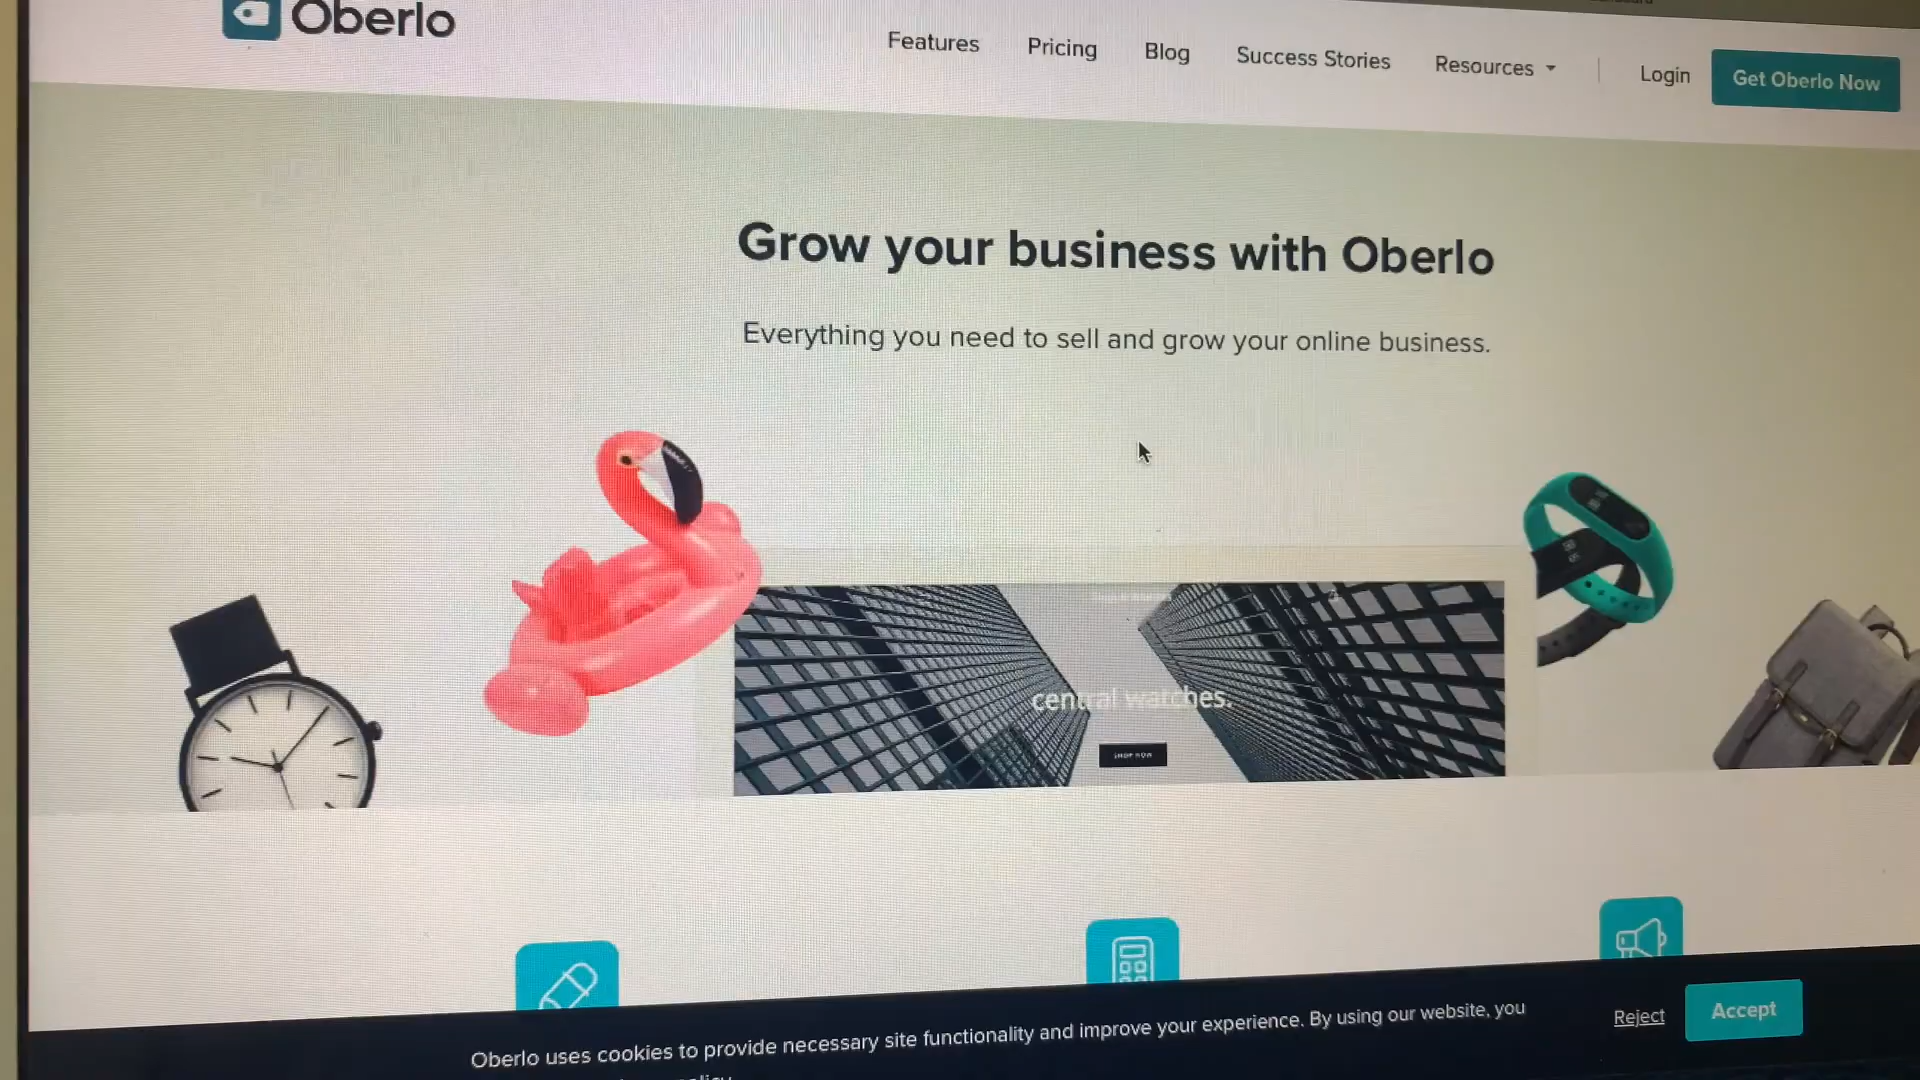 Oberlo
Features Pricing Blog Success Stories Resources Login Get Oberlo Now
Grow your business with Oberlo
Everything you need to sell and grow your online business.
central watches.
SHOP NOW
Oberlo uses cookies to provide necessary site functionality and improve your experience. By using our website, you
Reject Accept